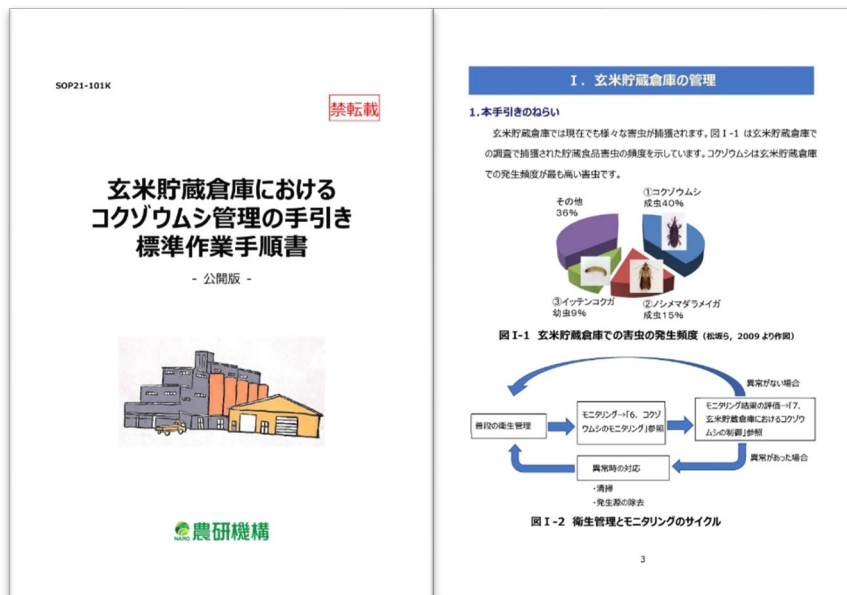 SOP21-101K
禁転載
玄米貯蔵倉庫における
コクゾウムシ管理の手引き
標準作業手順書
- 公開版 -
NARO 農研機構
Ⅰ．玄米貯蔵倉庫の管理
1.本手引きのねらい
玄米貯蔵倉庫では現在でも様々な害虫が捕獲されます。図Ⅰ-1 は玄米貯蔵倉庫で
の調査で捕獲された貯蔵食品害虫の頻度を示しています。コクゾウムシは玄米貯蔵倉庫
での発生頻度が最も高い害虫です。
①コクゾウムシ
成虫40%
その他
36%
③イッテンコクガ
幼虫9%
②ノシメマダラメイガ
成虫15%
図Ⅰ-1 玄米貯蔵倉庫での害虫の発生頻度（松坂ら，2009 より作図）
異常がない場合
普段の衛生管理
モニタリング→「6．コクゾ
ウムシのモニタリング」参照
モニタリング結果の評価→「7．
玄米貯蔵倉庫におけるコクゾウ
ムシの制御」参照
異常があった場合
異常時の対応
・清掃
・発生源の除去
図Ⅰ-2 衛生管理とモニタリングのサイクル
3